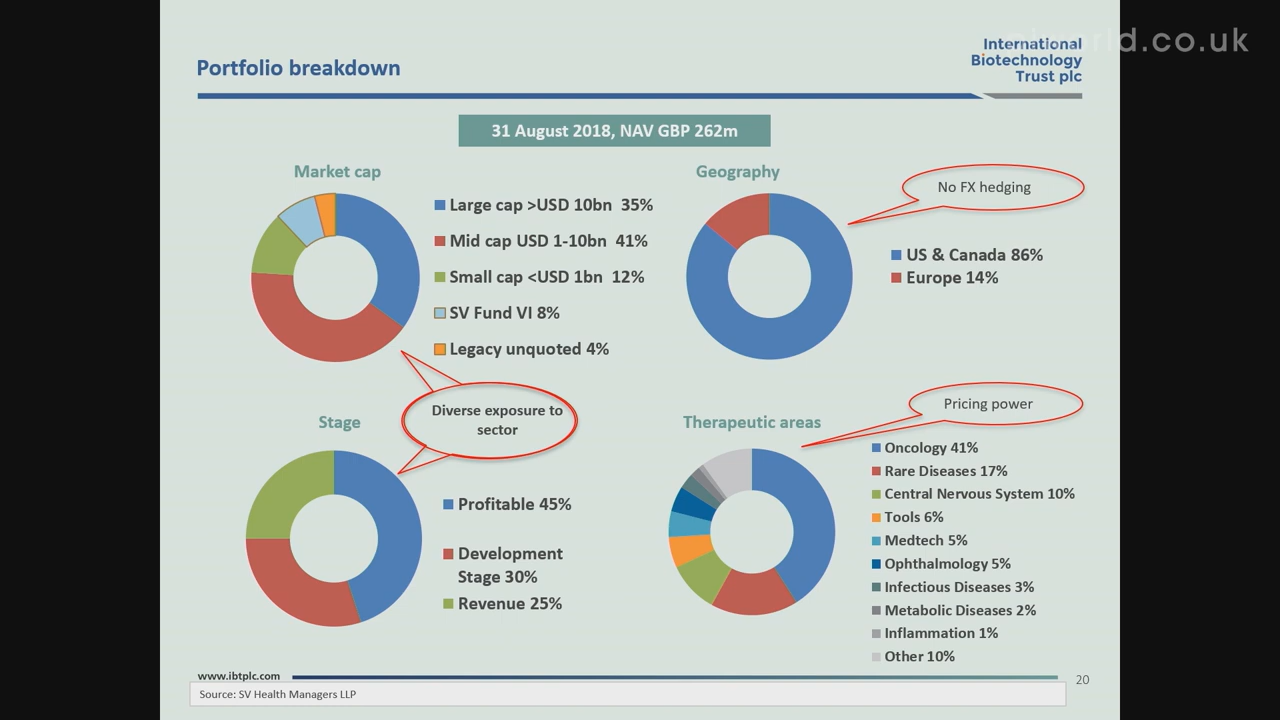 Portfolio breakdown
International
Biotechnology
Trust plc
rld.co.uk
31 August 2018, NAV GBP 262m
Market cap
Large cap >USD 10bn 35%
Mid cap USD 1-10bn 41%
Small cap <USD 1bn 12%
SV Fund VI 8%
Legacy unquoted 4%
Geography
No FX hedging
US & Canada 86%
Europe 14%
Diverse exposure to
sector
Stage
Profitable 45%
Development
Stage 30%
Revenue 25%
Therapeutic areas
Pricing power
Oncology 41%
Rare Diseases 17%
Central Nervous System 10%
Tools 6%
Medtech 5%
Ophthalmology 5%
Infectious Diseases 3%
Metabolic Diseases 2%
Inflammation 1%
Other 10%
www.ibtplc.com
20
Source: SV Health Managers LLP